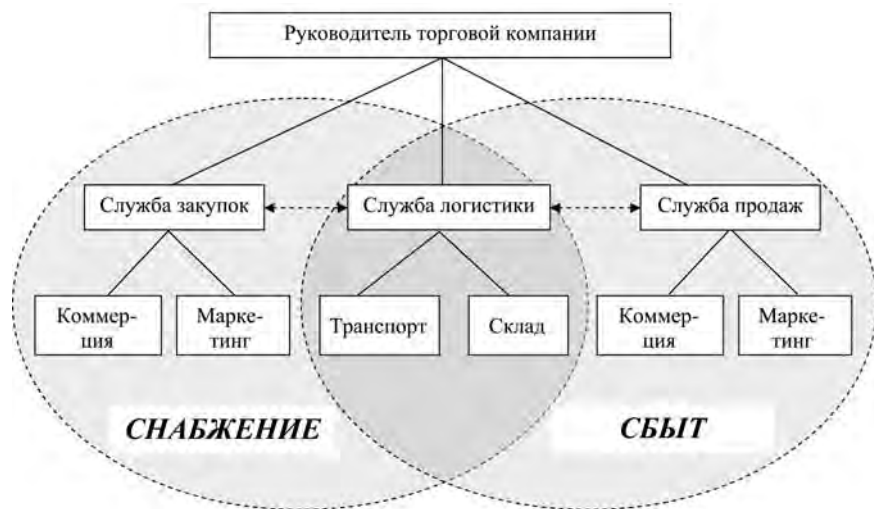 Руководитель торговой компании
Служба закупок
Служба логистики
Служба продаж
Коммер-
ция
Марке-
тинг
Транспорт
Склад
Коммер-
ция
Марке-
тинг
СНАБЖЕНИЕ
СБЫТ